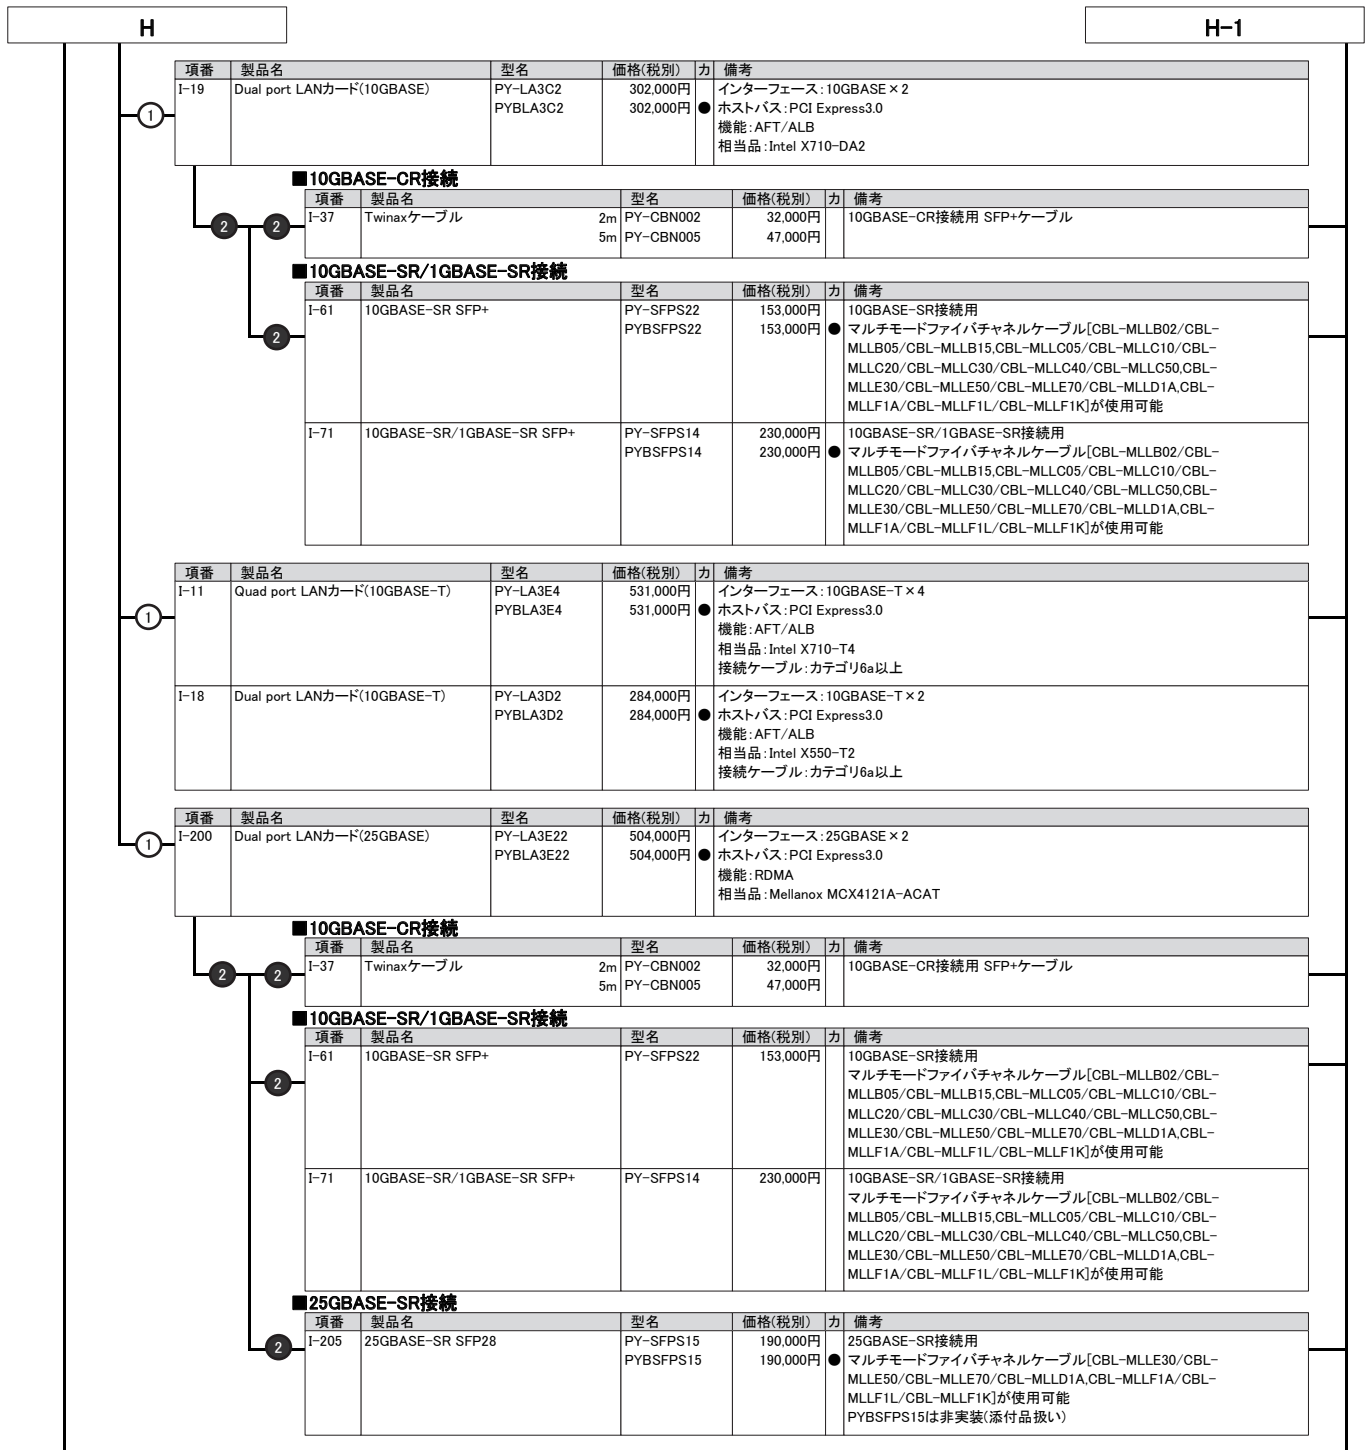 H
H-1
項番 製品名 型名 価格(税別) カ 備考
I-19 Dual port LANカード(10GBASE) PY-LA3C2 302,000円 インターフェース:10GBASE×2
PYBLA3C2 302,000円 ● ホストバス:PCI Express3.0
機能:AFT/ALB
相当品:Intel X710-DA2
1
■10GBASE-CR接続
項番 製品名 型名 価格(税別) カ 備考
2 2 I-37 Twinaxケーブル 2m PY-CBN002 32,000円 10GBASE-CR接続用 SFP+ケーブル
5m PY-CBN005 47,000円
■10GBASE-SR/1GBASE-SR接続
項番 製品名 型名 価格(税別) カ 備考
I-61 10GBASE-SR SFP+ PY-SFPS22 153,000円 10GBASE-SR接続用
2 PYBSFPS22 153,000円 ● マルチモードファイバチャネルケーブル[CBL-MLLB02/CBL-
MLLB05/CBL-MLLB15,CBL-MLLC05/CBL-MLLC10/CBL-
MLLC20/CBL-MLLC30/CBL-MLLC40/CBL-MLLC50,CBL-
MLLE30/CBL-MLLE50/CBL-MLLE70/CBL-MLLD1A,CBL-
MLLF1A/CBL-MLLF1L/CBL-MLLF1K]が使用可能
I-71 10GBASE-SR/1GBASE-SR SFP+ PY-SFPS14 230,000円 10GBASE-SR/1GBASE-SR接続用
PYBSFPS14 230,000円 ● マルチモードファイバチャネルケーブル[CBL-MLLB02/CBL-
MLLB05/CBL-MLLB15,CBL-MLLC05/CBL-MLLC10/CBL-
MLLC20/CBL-MLLC30/CBL-MLLC40/CBL-MLLC50,CBL-
MLLE30/CBL-MLLE50/CBL-MLLE70/CBL-MLLD1A,CBL-
MLLF1A/CBL-MLLF1L/CBL-MLLF1K]が使用可能
項番 製品名 型名 価格(税別) カ 備考
I-11 Quad port LANカード(10GBASE-T) PY-LA3E4 531,000円 インターフェース:10GBASE-T×4
1 PYBLA3E4 531,000円 ● ホストバス:PCI Express3.0
機能:AFT/ALB
相当品:Intel X710-T4
接続ケーブル:カテゴリ6a以上
I-18 Dual port LANカード(10GBASE-T) PY-LA3D2 284,000円 インターフェース:10GBASE-T×2
PYBLA3D2 284,000円 ● ホストバス:PCI Express3.0
機能:AFT/ALB
相当品:Intel X550-T2
接続ケーブル:カテゴリ6a以上
項番 製品名 型名 価格(税別) カ 備考
1 I-200 Dual port LANカード(25GBASE) PY-LA3E22 504,000円 インターフェース:25GBASE×2
PYBLA3E22 504,000円 ● ホストバス:PCI Express3.0
機能:RDMA
相当品:Mellanox MCX4121A-ACAT
■10GBASE-CR接続
項番 製品名 型名 価格(税別) カ 備考
2 2 I-37 Twinaxケーブル 2m PY-CBN002 32,000円 10GBASE-CR接続用 SFP+ケーブル
5m PY-CBN005 47,000円
■10GBASE-SR/1GBASE-SR接続
項番 製品名 型名 価格(税別) カ 備考
I-61 10GBASE-SR SFP+ PY-SFPS22 153,000円 10GBASE-SR接続用
2 マルチモードファイバチャネルケーブル[CBL-MLLB02/CBL-
MLLB05/CBL-MLLB15,CBL-MLLC05/CBL-MLLC10/CBL-
MLLC20/CBL-MLLC30/CBL-MLLC40/CBL-MLLC50,CBL-
MLLE30/CBL-MLLE50/CBL-MLLE70/CBL-MLLD1A,CBL-
MLLF1A/CBL-MLLF1L/CBL-MLLF1K]が使用可能
I-71 10GBASE-SR/1GBASE-SR SFP+ PY-SFPS14 230,000円 10GBASE-SR/1GBASE-SR接続用
マルチモードファイバチャネルケーブル[CBL-MLLB02/CBL-
MLLB05/CBL-MLLB15,CBL-MLLC05/CBL-MLLC10/CBL-
MLLC20/CBL-MLLC30/CBL-MLLC40/CBL-MLLC50,CBL-
MLLE30/CBL-MLLE50/CBL-MLLE70/CBL-MLLD1A,CBL-
MLLF1A/CBL-MLLF1L/CBL-MLLF1K]が使用可能
■25GBASE-SR接続
項番 製品名 型名 価格(税別) カ 備考
2 I-205 25GBASE-SR SFP28 PY-SFPS15 190,000円 25GBASE-SR接続用
PYBSFPS15 190,000円 ● マルチモードファイバチャネルケーブル[CBL-MLLE30/CBL-
MLLE50/CBL-MLLE70/CBL-MLLD1A,CBL-MLLF1A/CBL-
MLLF1L/CBL-MLLF1K]が使用可能
PYBSFPS15は非実装(添付品扱い)